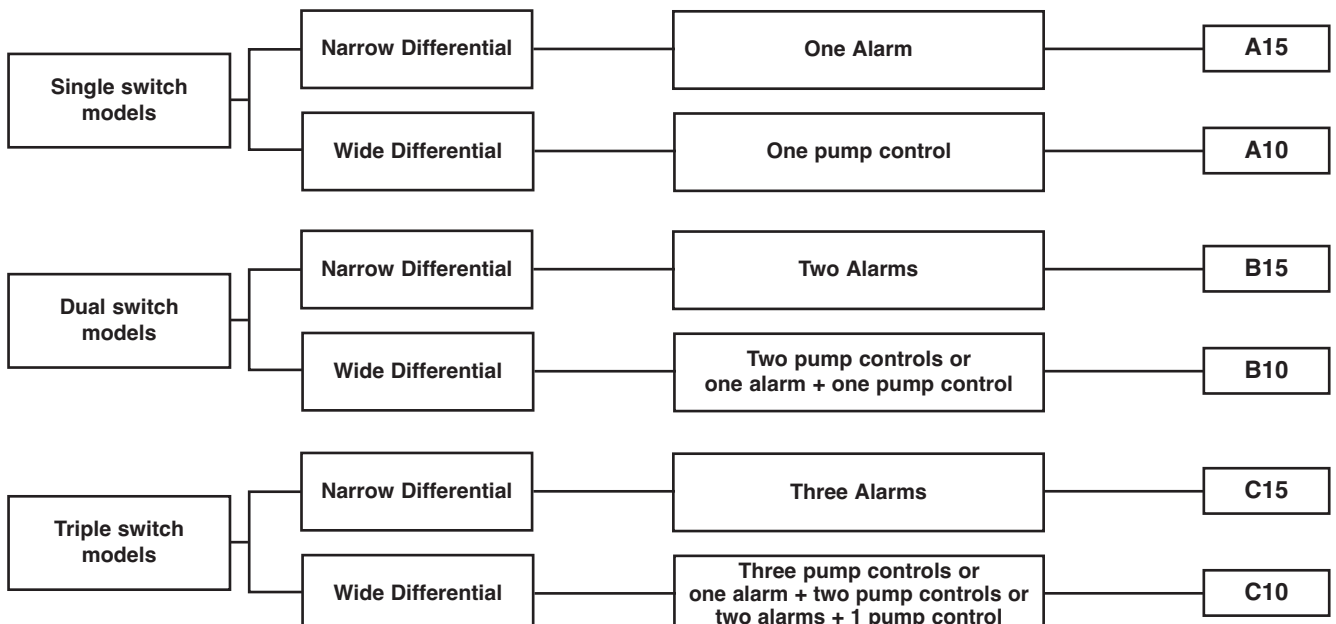 Narrow Differential
One Alarm
A15
Single switch
models
Wide Differential
One pump control
A10
Narrow Differential
Two Alarms
B15
Dual switch
models
Wide Differential
Two pump controls or
one alarm + one pump control
B10
Narrow Differential
Three Alarms
C15
Triple switch
models
Wide Differential
Three pump controls or
one alarm + two pump controls or
two alarms + 1 pump control
C10